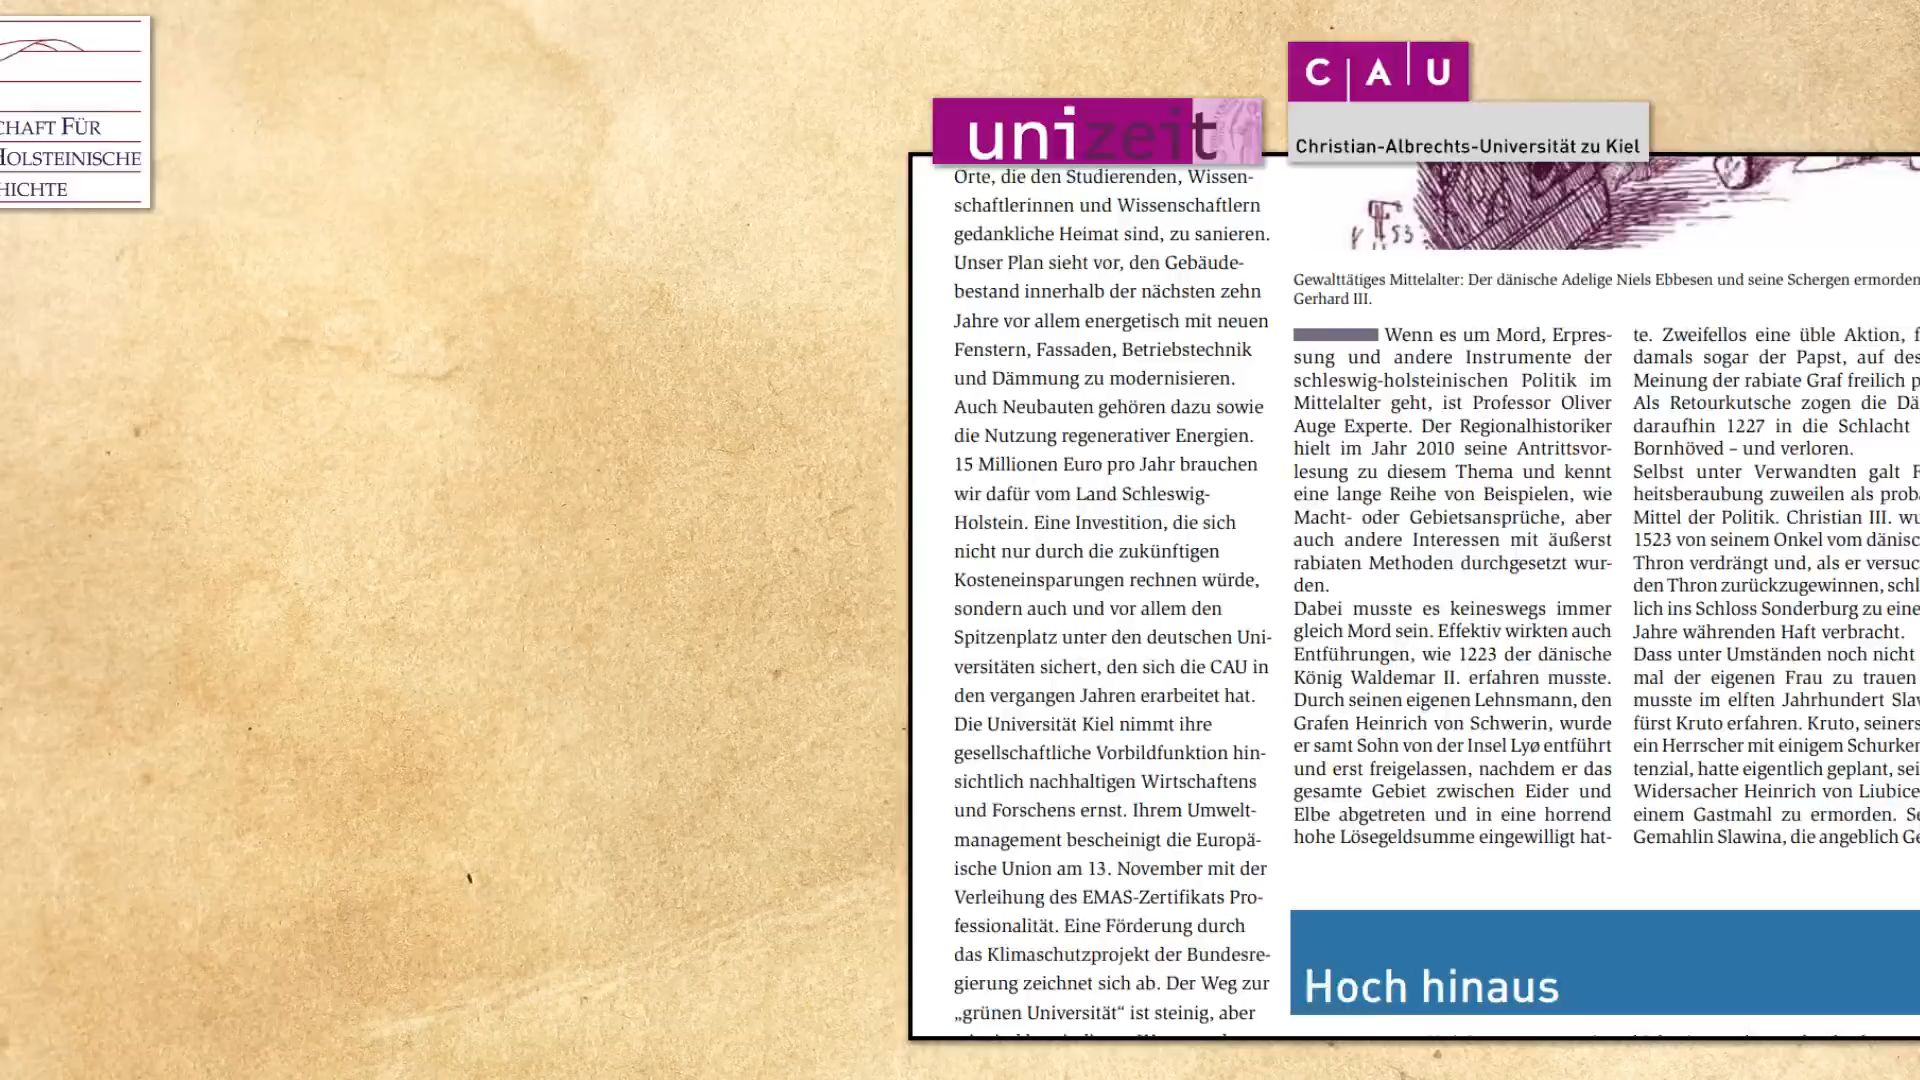 FÜR
HOLSTEINISCHE
unizeit
C A U
Christian-Albrechts-Universität zu Kiel
Orte, die den Studierenden, Wissen-
schaftlerinnen und Wissenschaftlern
gedankliche Heimat sind, zu sanieren.
Unser Plan sieht vor, den Gebäude-
bestand innerhalb der nächsten zehn
Jahre vor allem energetisch mit neuen
Fenstern, Fassaden, Betriebstechnik
und Dämmung zu modernisieren.
Auch Neubauten gehören dazu sowie
die Nutzung regenerativer Energien.
15 Millionen Euro pro Jahr brauchen
wir dafür vom Land Schleswig-
Holstein. Eine Investition, die sich
nicht nur durch die zukünftigen
Kosteneinsparungen rechnen würde,
sondern auch und vor allem den
Spitzenplatz unter den deutschen Uni-
versitäten sichert, den sich die CAU in
den vergangen Jahren erarbeitet hat.
Die Universität Kiel nimmt ihre
gesellschaftliche Vorbildfunktion hin-
sichtlich nachhaltigen Wirtschaftens
und Forschens ernst. Ihrem Umwelt-
management bescheinigt die Europä-
ische Union am 13. November mit der
Verleihung des EMAS-Zertifikats Pro-
fessionalität. Eine Förderung durch
das Klimaschutzprojekt der Bundesre-
gierung zeichnet sich ab. Der Weg zur
„grünen Universität“ ist steinig, aber
53
Gewalttätiges Mittelalter: Der dänische Adelige Niels Ebbesen und seine Schergen ermorden
Gerhard III.
Wenn es um Mord, Erpres-
sung und andere Instrumente der
schleswig-holsteinischen Politik im
Mittelalter geht, ist Professor Oliver
Auge Experte. Der Regionalhistoriker
hielt im Jahr 2010 seine Antrittsvor-
lesung zu diesem Thema und kennt
eine lange Reihe von Beispielen, wie
Macht- oder Gebietsansprüche, aber
auch andere Interessen mit äußerst
rabiaten Methoden durchgesetzt wur-
den.
Dabei musste es keineswegs immer
gleich Mord sein. Effektiv wirkten auch
Entführungen, wie 1223 der dänische
König Waldemar II. erfahren musste.
Durch seinen eigenen Lehnsmann, den
Grafen Heinrich von Schwerin, wurde
er samt Sohn von der Insel Lyø entführt
und erst freigelassen, nachdem er das
gesamte Gebiet zwischen Eider und
Elbe abgetreten und in eine horrend
hohe Lösegeldsumme eingewilligt hat-
te. Zweifellos eine üble Aktion,
damals sogar der Papst, auf
Meinung der rabiate Graf freilich
Als Retourkutsche zogen die
daraufhin 1227 in die Schlacht
Bornhöved – und verloren.
Selbst unter Verwandten galt
heitsberaubung zuweilen als
Mittel der Politik. Christian III.
1523 von seinem Onkel vom
Thron verdrängt und, als er
den Thron zurückzugewinnen,
lich ins Schloss Sonderburg zu
Jahre währenden Haft verbracht.
Dass unter Umständen noch nicht
mal der eigenen Frau zu trauen
musste im elften Jahrhundert
fürst Kruto erfahren. Kruto,
ein Herrscher mit einigem
tenzial, hatte eigentlich geplant,
Widersacher Heinrich von
einem Gastmahl zu ermorden.
Gemahlin Slawina, die angeblich
Hoch hinaus